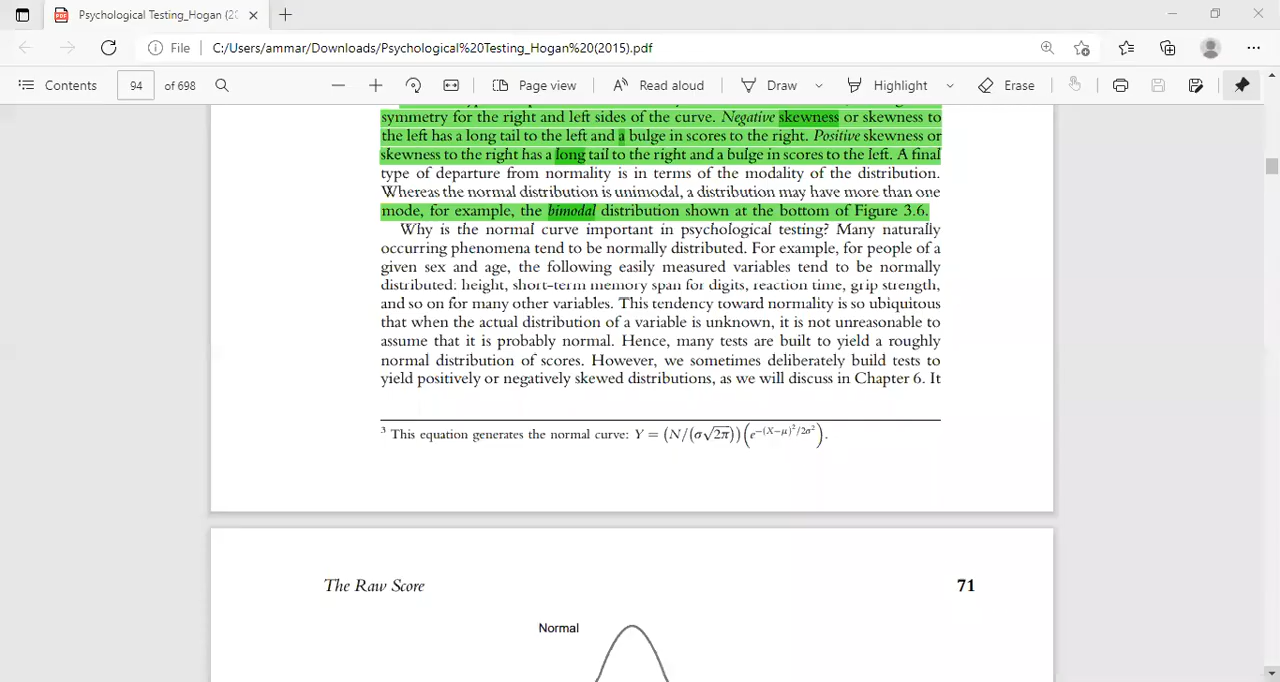 Psychological Testing_Hogan (20
File
C:/Users/ammar/Downloads/Psychological%20Testing_Hogan%20(2015).pdf
Contents
94 of 698
Page view
Read aloud
Draw
Highlight
Erase
symmetry for the right and left sides of the curve. Negative skewness or skewness to
the left has a long tail to the left and a bulge in scores to the right. Positive skewness or
skewness to the right has a long tail to the right and a bulge in scores to the left. A final
type of departure from normality is in terms of the modality of the distribution.
Whereas the normal distribution is unimodal, a distribution may have more than one
mode, for example, the bimodal distribution shown at the bottom of Figure 3.6.
Why is the normal curve important in psychological testing? Many naturally
occurring phenomena tend to be normally distributed. For example, for people of a
given sex and age, the following easily measured variables tend to be normally
distributed: height, short-term memory span for digits, reaction time, grip strength,
and so on for many other variables. This tendency toward normality is so ubiquitous
that when the actual distribution of a variable is unknown, it is not unreasonable to
assume that it is probably normal. Hence, many tests are built to yield a roughly
normal distribution of scores. However, we sometimes deliberately build tests to
yield positively or negatively skewed distributions, as we will discuss in Chapter 6. It
3 This equation generates the normal curve: Y = (N/(σ√2π))(e^−(X−μ)²/2σ²).
The Raw Score 71
Normal